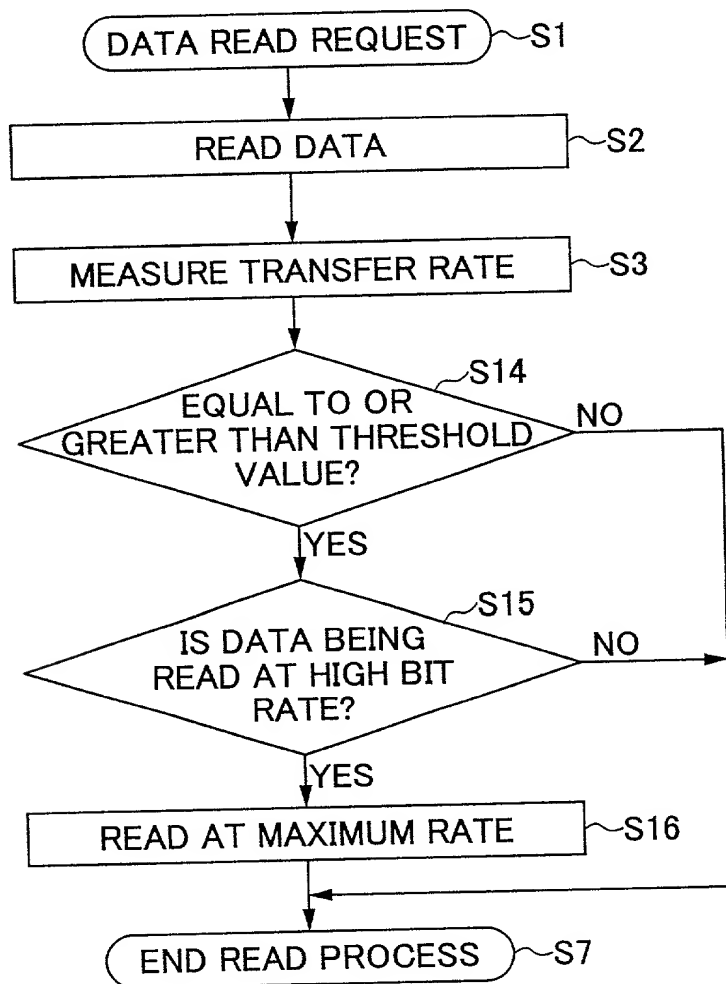 DATA READ REQUEST S1
READ DATA S2
MEASURE TRANSFER RATE S3
S14
EQUAL TO OR
GREATER THAN THRESHOLD
VALUE?
NO
YES
S15
IS DATA BEING
READ AT HIGH BIT
RATE?
NO
YES
READ AT MAXIMUM RATE S16
END READ PROCESS S7